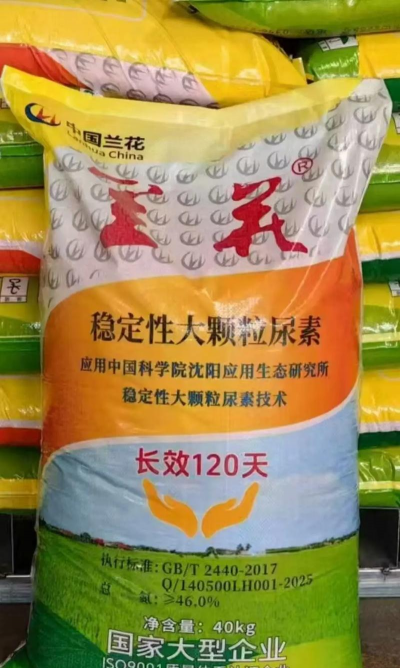 中国兰花
Lanhua China
兰花®
稳定性大颗粒尿素
应用中国科学院沈阳应用生态研究所
稳定性大颗粒尿素技术
长效120天
执行标准：GB/T 2440-2017
Q/140500LH001-2025
总 氮：≥46.0%
净含量：40kg
国家大型企业